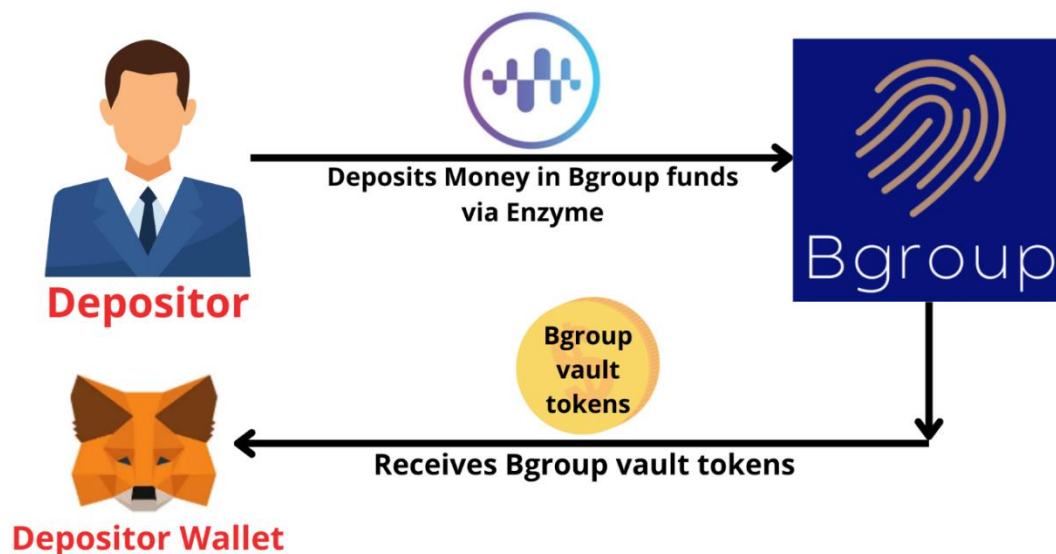 Deposits Money in Bgroup funds
via Enzyme
Bgroup
Depositor
Bgroup
vault
tokens
Receives Bgroup vault tokens
Depositor Wallet